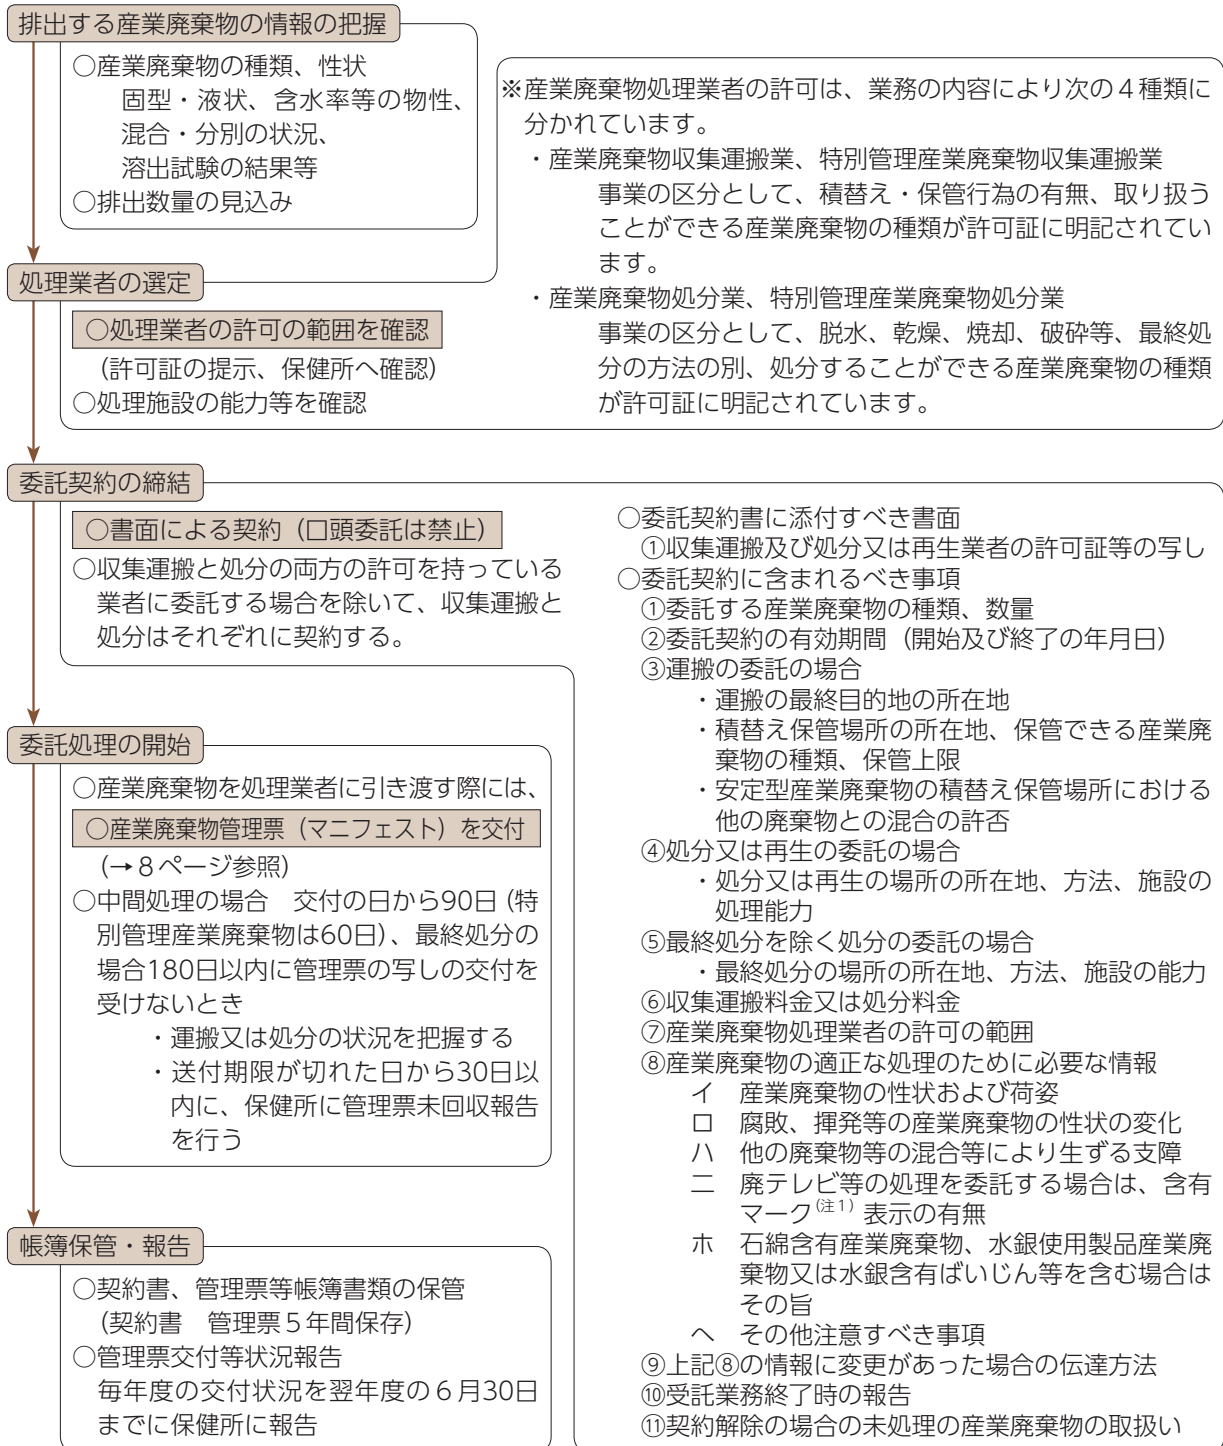 排出する産業廃棄物の情報の把握
○産業廃棄物の種類、性状
固型・液状、含水率等の物性、
混合・分別の状況、
溶出試験の結果等
○排出数量の見込み
処理業者の選定
○処理業者の許可の範囲を確認
(許可証の提示、保健所へ確認)
○処理施設の能力等を確認
※産業廃棄物処理業者の許可は、業務の内容により次の4種類に
分かれています。
・産業廃棄物収集運搬業、特別管理産業廃棄物収集運搬業
事業の区分として、積替え・保管行為の有無、取り扱う
ことができる産業廃棄物の種類が許可証に明記されてい
ます。
・産業廃棄物処分業、特別管理産業廃棄物処分業
事業の区分として、脱水、乾燥、焼却、破砕等、最終処
分の方法の別、処分することができる産業廃棄物の種類
が許可証に明記されています。
委託契約の締結
○書面による契約(口頭委託は禁止)
○収集運搬と処分の両方の許可を持っている
業者に委託する場合を除いて、収集運搬と
処分はそれぞれに契約する。
委託処理の開始
○産業廃棄物を処理業者に引き渡す際には、
○産業廃棄物管理票(マニフェスト)を交付
(→8ページ参照)
○中間処理の場合 交付の日から90日(特
別管理産業廃棄物は60日)、最終処分の
場合180日以内に管理票の写しの交付を
受けないとき
・運搬又は処分の状況を把握する
・送付期限が切れた日から30日以
内に、保健所に管理票未回収報告
を行う
帳簿保管・報告
○契約書、管理票等帳簿書類の保管
(契約書 管理票5年間保存)
○管理票交付等状況報告
毎年度の交付状況を翌年度の6月30日
までに保健所に報告
○委託契約書に添付すべき書面
①収集運搬及び処分又は再生業者の許可証等の写し
○委託契約に含まれるべき事項
①委託する産業廃棄物の種類、数量
②委託契約の有効期間(開始及び終了の年月日)
③運搬の委託の場合
・運搬の最終目的地の所在地
・積替え保管場所の所在地、保管できる産業廃
棄物の種類、保管上限
・安定型産業廃棄物の積替え保管場所における
他の廃棄物との混合の許否
④処分又は再生の委託の場合
・処分又は再生の場所の所在地、方法、施設の
処理能力
⑤最終処分を除く処分の委託の場合
・最終処分の場所の所在地、方法、施設の能力
⑥収集運搬料金又は処分料金
⑦産業廃棄物処理業者の許可の範囲
⑧産業廃棄物の適正な処理のために必要な情報
イ 産業廃棄物の性状および荷姿
ロ 腐敗、揮発等の産業廃棄物の性状の変化
ハ 他の廃棄物等の混合等により生ずる支障
ニ 廃テレビ等の処理を委託する場合は、含有
マーク(注1)表示の有無
ホ 石綿含有産業廃棄物、水銀使用製品産業廃
棄物又は水銀含有ばいじん等を含む場合は
その旨
ヘ その他注意すべき事項
⑨上記⑧の情報に変更があった場合の伝達方法
⑩受託業務終了時の報告
⑪契約解除の場合の未処理の産業廃棄物の取扱い